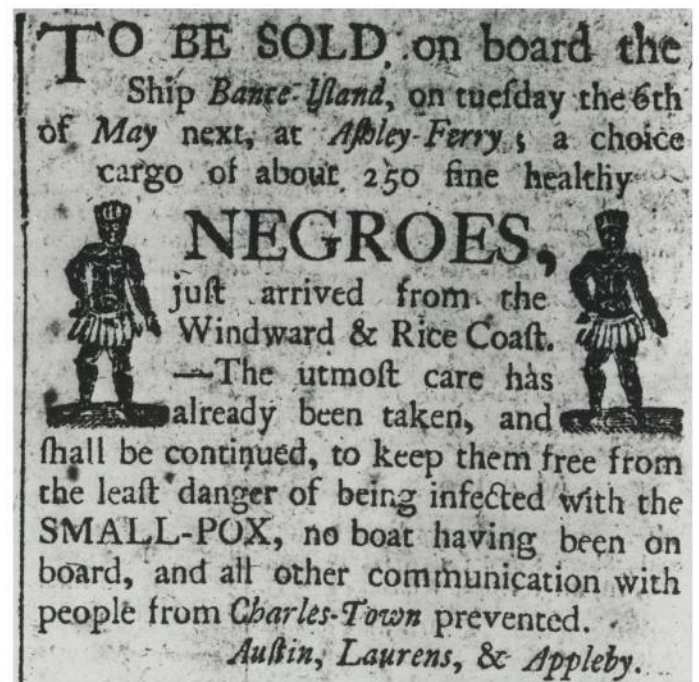 TO BE SOLD, on board the
Ship Bance-Iſland, on tueſday the 6th
of May next, at Aſhley-Ferry; a choice
cargo of about 250 fine healthy
NEGROES,
juſt arrived from the
Windward & Rice Coaſt.
—The utmoſt care has
already been taken, and
ſhall be continued, to keep them free from
the leaſt danger of being infected with the
SMALL-POX, no boat having been on
board, and all other communication with
people from Charles-Town prevented.
Auſtin, Laurens, & Appleby.